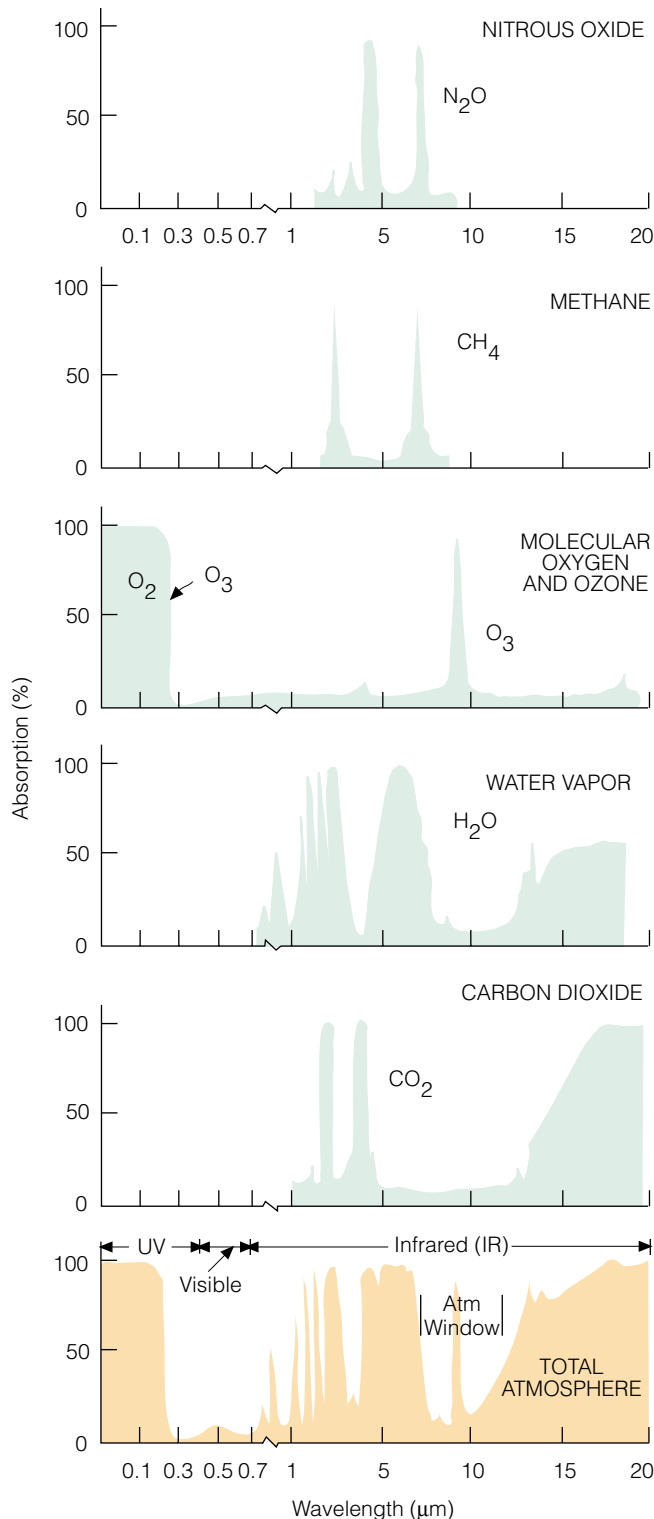 NITROUS OXIDE
100
50
0
N2O
0.1 0.3 0.5 0.7 1 5 10 15 20
METHANE
100
50
0
CH4
MOLECULAR
OXYGEN
AND OZONE
100
50
0
O2
O3
O3
Absorption (%)
WATER VAPOR
100
50
0
H2O
CARBON DIOXIDE
100
50
0
CO2
UV
Visible
Infrared (IR)
100
50
0
Atm
Window
TOTAL
ATMOSPHERE
0.1 0.3 0.5 0.7 1 5 10 15 20
Wavelength (μm)